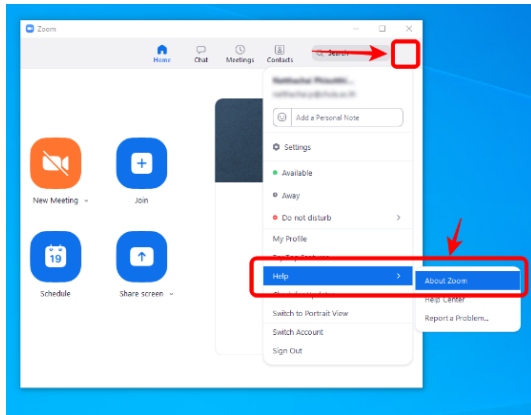 Zoom
Home Chat Meetings Contacts Search
Add a Personal Note
Settings
Available
Away
Do not disturb
My Profile
Help
About Zoom
Help Center
Switch to Portrait View
Report a Problem...
Switch Account
Sign Out
New Meeting
Join
19
Schedule
Share screen